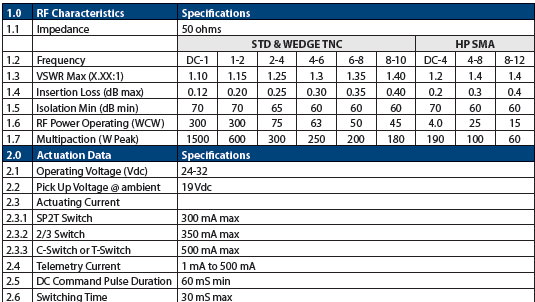 1.0 RF Characteristics Specifications
1.1 Impedance 50 ohms
STD & WEDGE TNC HP SMA
1.2 Frequency DC-1 1-2 2-4 4-6 6-8 8-10 DC-4 4-8 8-12
1.3 VSWR Max (X.XX:1) 1.10 1.15 1.25 1.3 1.35 1.40 1.2 1.4 1.4
1.4 Insertion Loss (dB max) 0.12 0.20 0.25 0.30 0.35 0.40 0.2 0.3 0.4
1.5 Isolation Min (dB min) 70 70 65 60 60 60 70 60 60
1.6 RF Power Operating (WCW) 300 300 75 63 50 45 4.0 25 15
1.7 Multipaction (W Peak) 1500 600 300 250 200 180 190 100 60
2.0 Actuation Data Specifications
2.1 Operating Voltage (Vdc) 24-32
2.2 Pick Up Voltage @ ambient 19 Vdc
2.3 Actuating Current
2.3.1 SP2T Switch 300 mA max
2.3.2 2/3 Switch 350 mA max
2.3.3 C-Switch or T-Switch 500 mA max
2.4 Telemetry Current 1 mA to 500 mA
2.5 DC Command Pulse Duration 60 mS min
2.6 Switching Time 30 mS max